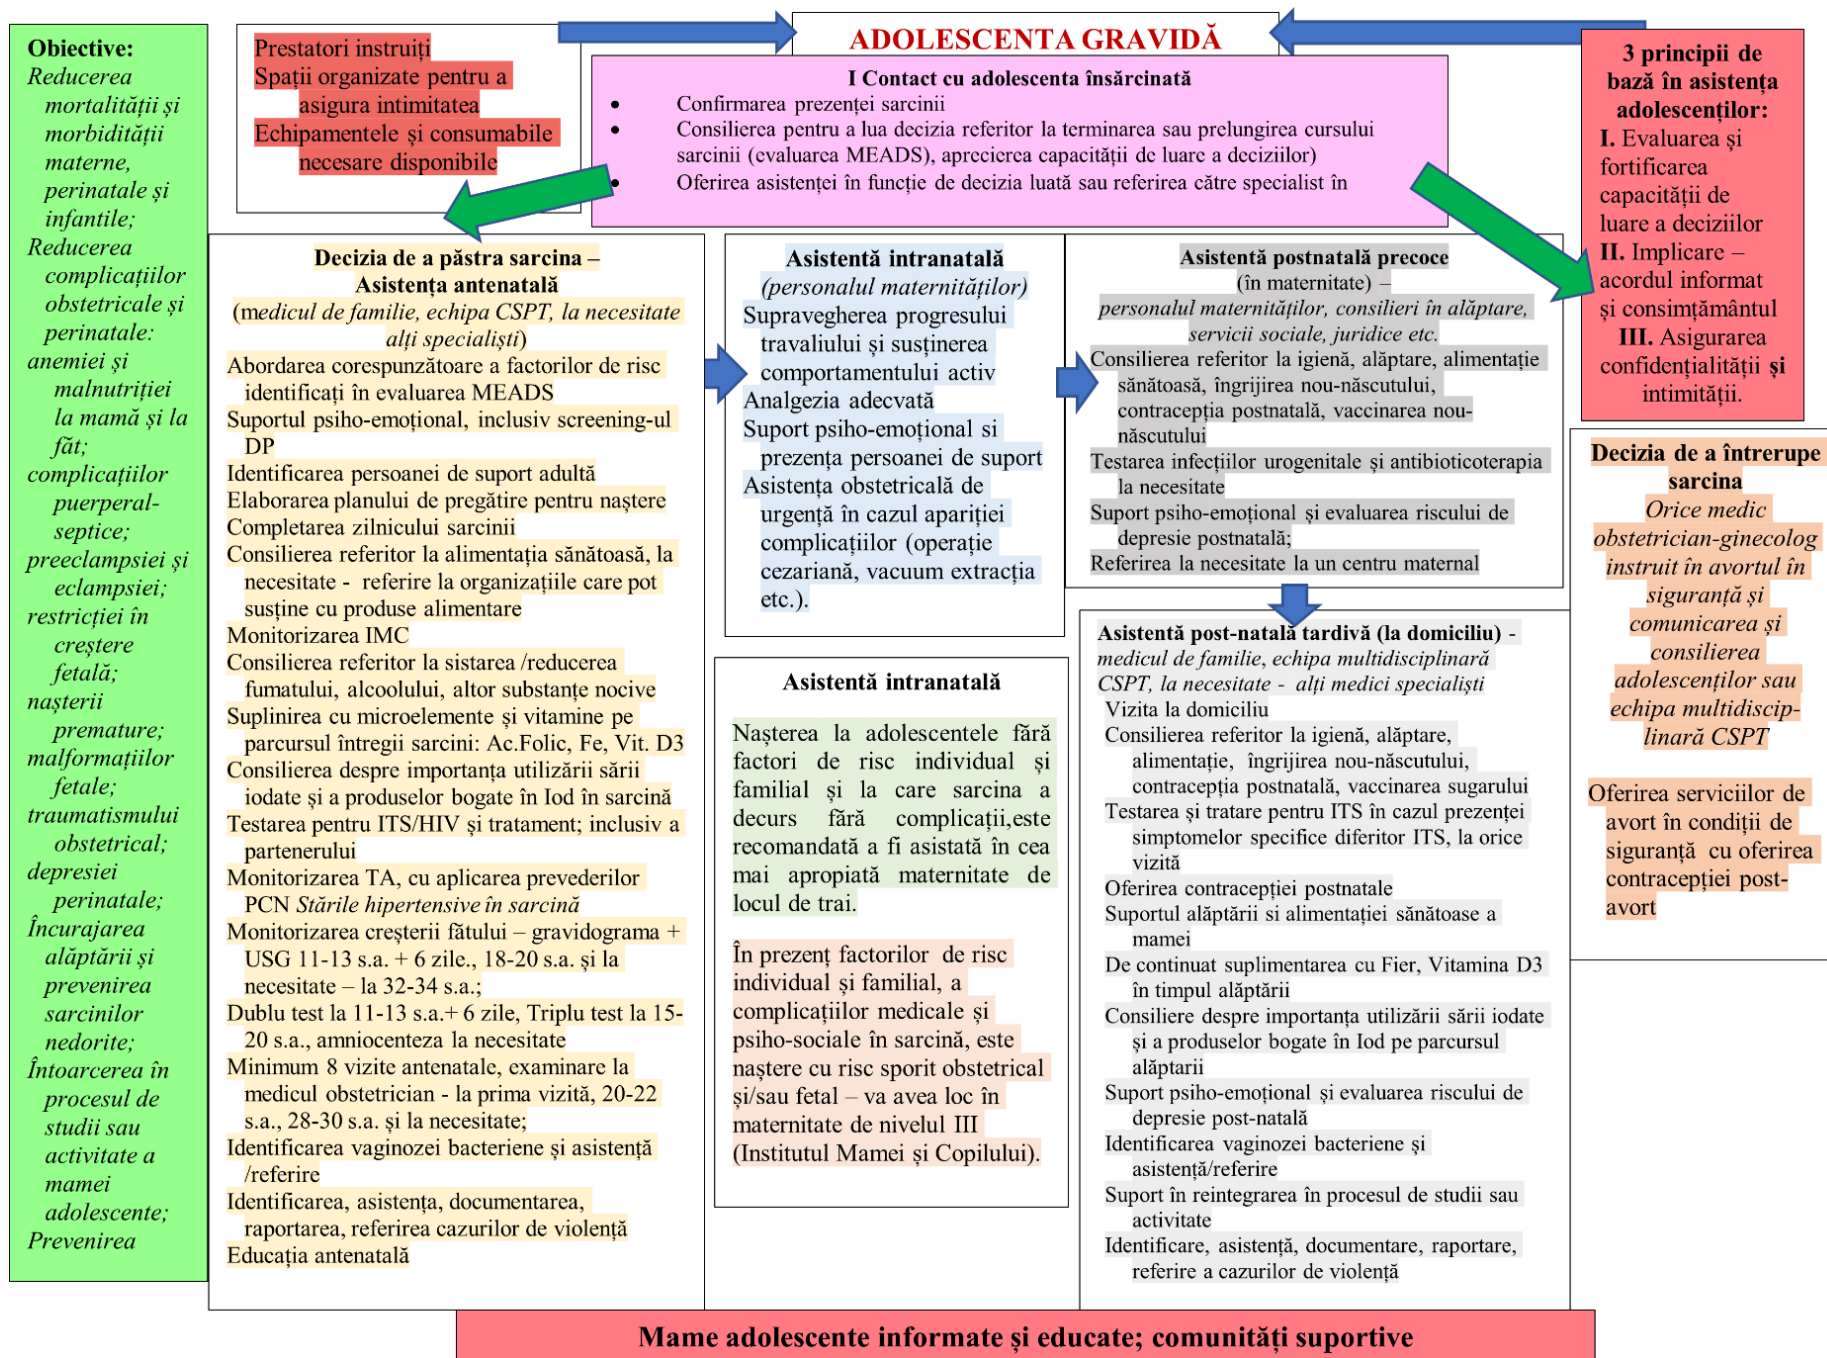 Obiective:
Reducerea
mortalității și
morbidității
materne,
perinatale și
infantile;
Reducerea
complicațiilor
obstetricale și
perinatale:
anemiei și
malnutriției
la mamă și la
făt;
complicațiilor
puerperal-
septice;
preeclampsiei și
eclampsiei;
restricției în
creștere
fetală;
nașterii
premature;
malformațiilor
fetale;
traumatismului
obstetrical;
depresiei
perinatale;
Încurajarea
alăptării și
prevenirea
sarcinilor
nedorite;
Întoarcerea în
procesul de
studii sau
activitate a
mamei
adolescente;
Prevenirea
Prestatori instruiți
Spații organizate pentru a
asigura intimitatea
Echipamentele și consumabile
necesare disponibile
ADOLESCENTA GRAVIDĂ
I Contact cu adolescenta însărcinată
• Confirmarea prezenței sarcinii
• Consilierea pentru a lua decizia referitor la terminarea sau prelungirea cursului
sarcinii (evaluarea MEADS), aprecierea capacității de luare a deciziilor)
• Oferirea asistenței în funcție de decizia luată sau referirea către specialist în
3 principii de
bază în asistența
adolescenților:
I. Evaluarea și
fortificarea
capacității de
luare a deciziilor
II. Implicare –
acordul informat
și consimțământul
III. Asigurarea
confidențialității și
intimității.
Decizia de a păstra sarcina –
Asistența antenatală
(medicul de familie, echipa CSPT, la necesitate
alți specialiști)
Abordarea corespunzătoare a factorilor de risc
identificați în evaluarea MEADS
Suportul psiho-emoțional, inclusiv screening-ul
DP
Identificarea persoanei de suport adultă
Elaborarea planului de pregătire pentru naștere
Completarea zilnicului sarcinii
Consilierea referitor la alimentația sănătoasă, la
necesitate - referire la organizațiile care pot
susține cu produse alimentare
Monitorizarea IMC
Consilierea referitor la sistarea /reducerea
fumatului, alcoolului, altor substanțe nocive
Suplinirea cu microelemente și vitamine pe
parcursul întregii sarcini: Ac.Folic, Fe, Vit. D3
Consilierea despre importanța utilizării sării
iodate și a produselor bogate în Iod în sarcină
Testarea pentru ITS/HIV și tratament; inclusiv a
partenerului
Monitorizarea TA, cu aplicarea prevederilor
PCN Stările hipertensive în sarcină
Monitorizarea creșterii fătului – gravidograma +
USG 11-13 s.a. + 6 zile., 18-20 s.a. și la
necesitate – la 32-34 s.a.;
Dublu test la 11-13 s.a.+ 6 zile, Triplu test la 15-
20 s.a., amniocenteza la necesitate
Minimum 8 vizite antenatale, examinare la
medicul obstetrician - la prima vizită, 20-22
s.a., 28-30 s.a. și la necesitate;
Identificarea vaginozei bacteriene și asistență
/referire
Identificarea, asistența, documentarea,
raportarea, referirea cazurilor de violență
Educația antenatală
Asistentă intranatală
(personalul maternităților)
Supravegherea progresului
travaliului și susținerea
comportamentului activ
Analgezia adecvată
Suport psiho-emoțional si
prezența persoanei de suport
Asistența obstetricală de
urgență în cazul apariției
complicațiilor (operație
cezariană, vacuum extracția
etc.).
Asistentă intranatală
Nașterea la adolescentele fără
factori de risc individual și
familial și la care sarcina a
decurs fără complicații,este
recomandată a fi asistată în cea
mai apropiată maternitate de
locul de trai.
În prezenț factorilor de risc
individual și familial, a
complicațiilor medicale și
psiho-sociale în sarcină, este
naștere cu risc sporit obstetrical
și/sau fetal – va avea loc în
maternitate de nivelul III
(Institutul Mamei și Copilului).
Asistentă postnatală precoce
(în maternitate) –
personalul maternităților, consilieri în alăptare,
servicii sociale, juridice etc.
Consilierea referitor la igienă, alăptare, alimentație
sănătoasă, îngrijirea nou-născutului,
contracepția postnatală, vaccinarea nou-
născutului
Testarea infecțiilor urogenitale și antibioticoterapia
la necesitate
Suport psiho-emoțional și evaluarea riscului de
depresie postnatală;
Referirea la necesitate la un centru maternal
Asistentă post-natală tardivă (la domiciliu) -
medicul de familie, echipa multidisciplinară
CSPT, la necesitate - alți medici specialiști
Vizita la domiciliu
Consilierea referitor la igienă, alăptare,
alimentație, îngrijirea nou-născutului,
contracepția postnatală, vaccinarea sugarului
Testarea și tratare pentru ITS în cazul prezenței
simptomelor specifice diferitor ITS, la orice
vizită
Oferirea contracepției postnatale
Suportul alăptării si alimentației sănătoase a
mamei
De continuat suplimentarea cu Fier, Vitamina D3
în timpul alăptării
Consiliere despre importanța utilizării sării iodate
și a produselor bogate în Iod pe parcursul
alăptarii
Suport psiho-emoțional și evaluarea riscului de
depresie post-natală
Identificarea vaginozei bacteriene și
asistență/referire
Suport în reintegrarea în procesul de studii sau
activitate
Identificare, asistență, documentare, raportare,
referire a cazurilor de violență
Decizia de a întrerupe
sarcina
Orice medic
obstetrician-ginecolog
instruit în avortul în
siguranță și
comunicarea și
consilierea
adolescenților sau
echipa multidiscip-
linară CSPT
Oferirea serviciilor de
avort în condiții de
siguranță cu oferirea
contracepției post-
avort
Mame adolescente informate și educate; comunități suportive